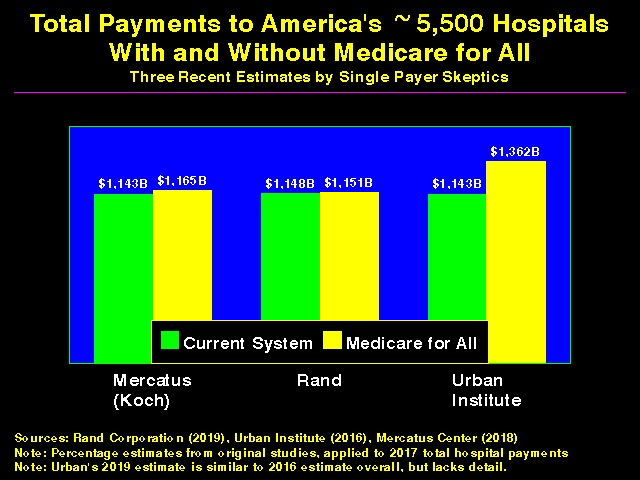 Total Payments to America's ~5,500 Hospitals
With and Without Medicare for All
Three Recent Estimates by Single Payer Skeptics
$1,143B $1,165B $1,148B $1,151B $1,143B $1,362B
Current System Medicare for All
Mercatus Rand Urban
(Koch) Institute
Sources: Rand Corporation (2019), Urban Institute (2016), Mercatus Center (2018)
Note: Percentage estimates from original studies, applied to 2017 total hospital payments
Note: Urban's 2019 estimate is similar to 2016 estimate overall, but lacks detail.